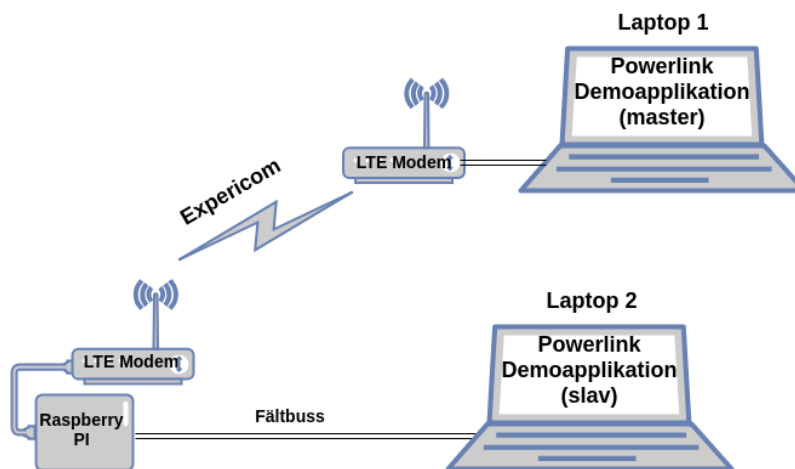 Laptop 1
Powerlink
Demoapplikation
(master)
LTE Modem
Expericom
Laptop 2
Powerlink
Demoapplikation
(slav)
LTE Modem
Raspberry
PI
Fältbuss